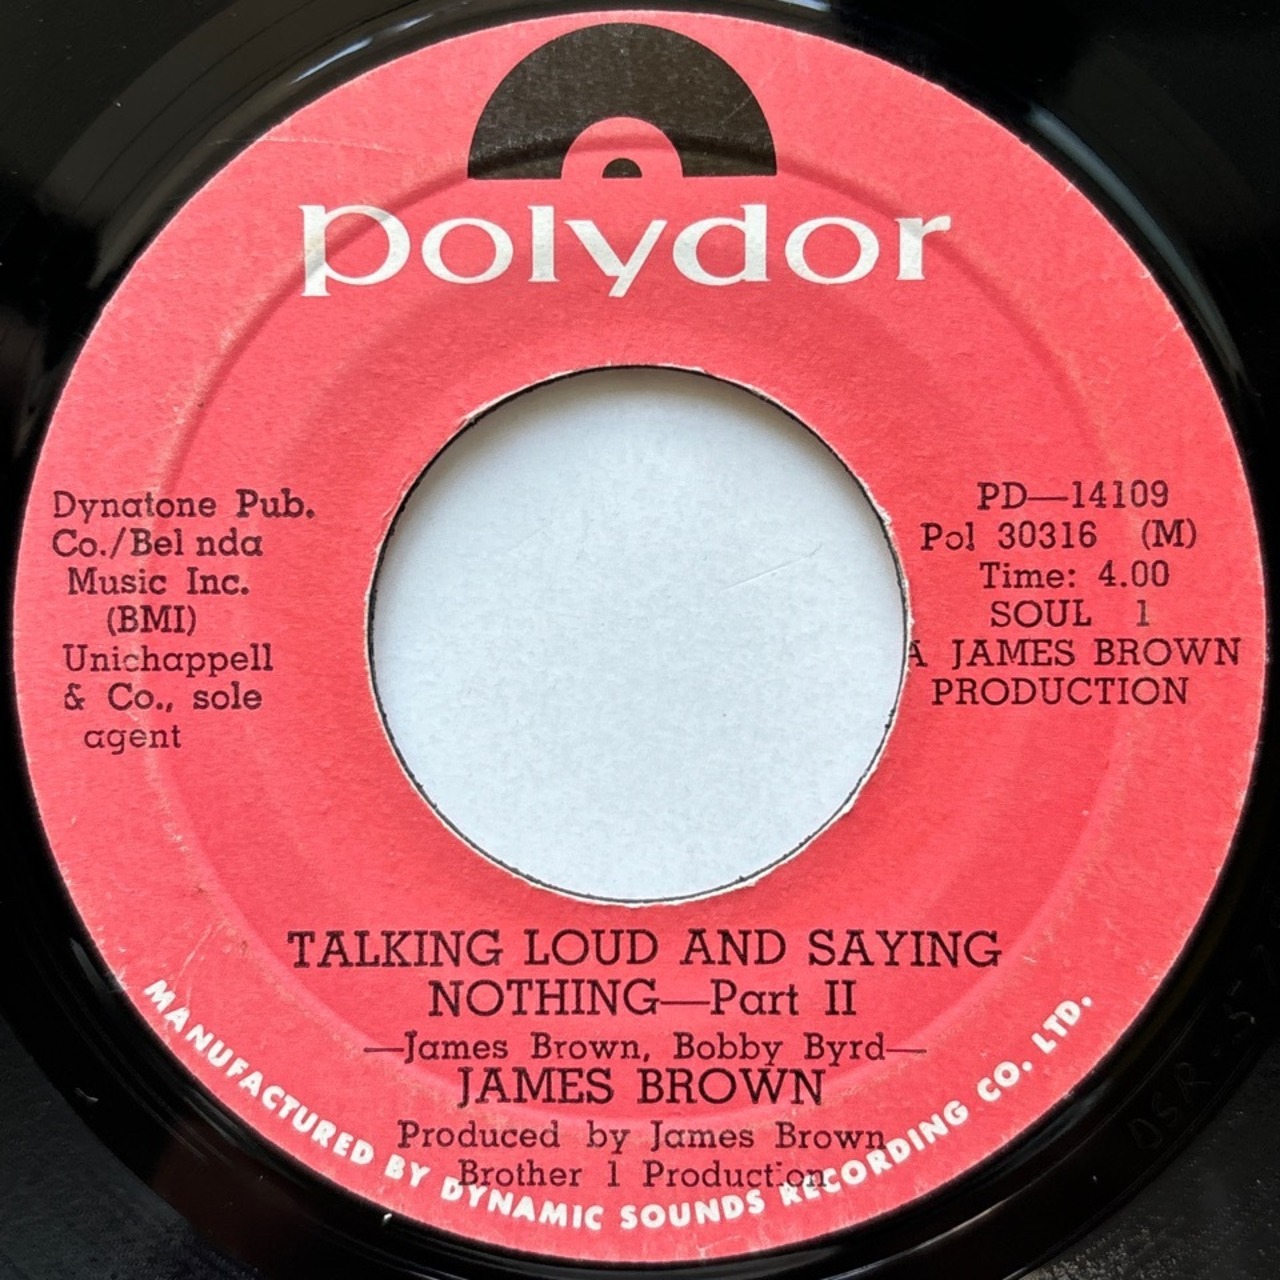 polydor
Dynatone Pub.
Co./Bel nda
Music Inc.
(BMI)
Unichappell
& Co., sole
agent
PD—14109
Pol 30316 (M)
Time: 4.00
SOUL 1
A JAMES BROWN
PRODUCTION
TALKING LOUD AND SAYING
NOTHING—Part II
—James Brown, Bobby Byrd—
JAMES BROWN
Produced by James Brown
Brother 1 Production
MANUFACTURED BY DYNAMIC SOUNDS RECORDING CO. LTD.